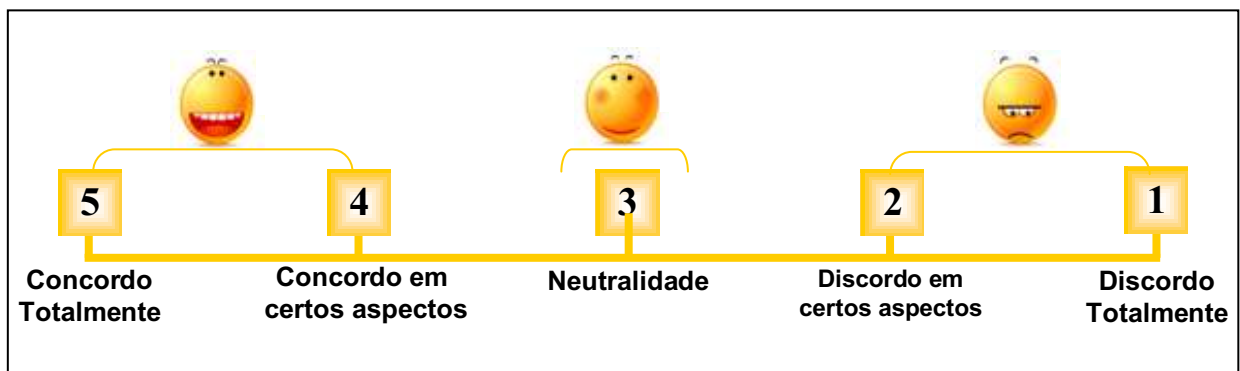 5 4 3 2 1
Concordo
Totalmente
Concordo em
certos aspectos
Neutralidade
Discordo em
certos aspectos
Discordo
Totalmente